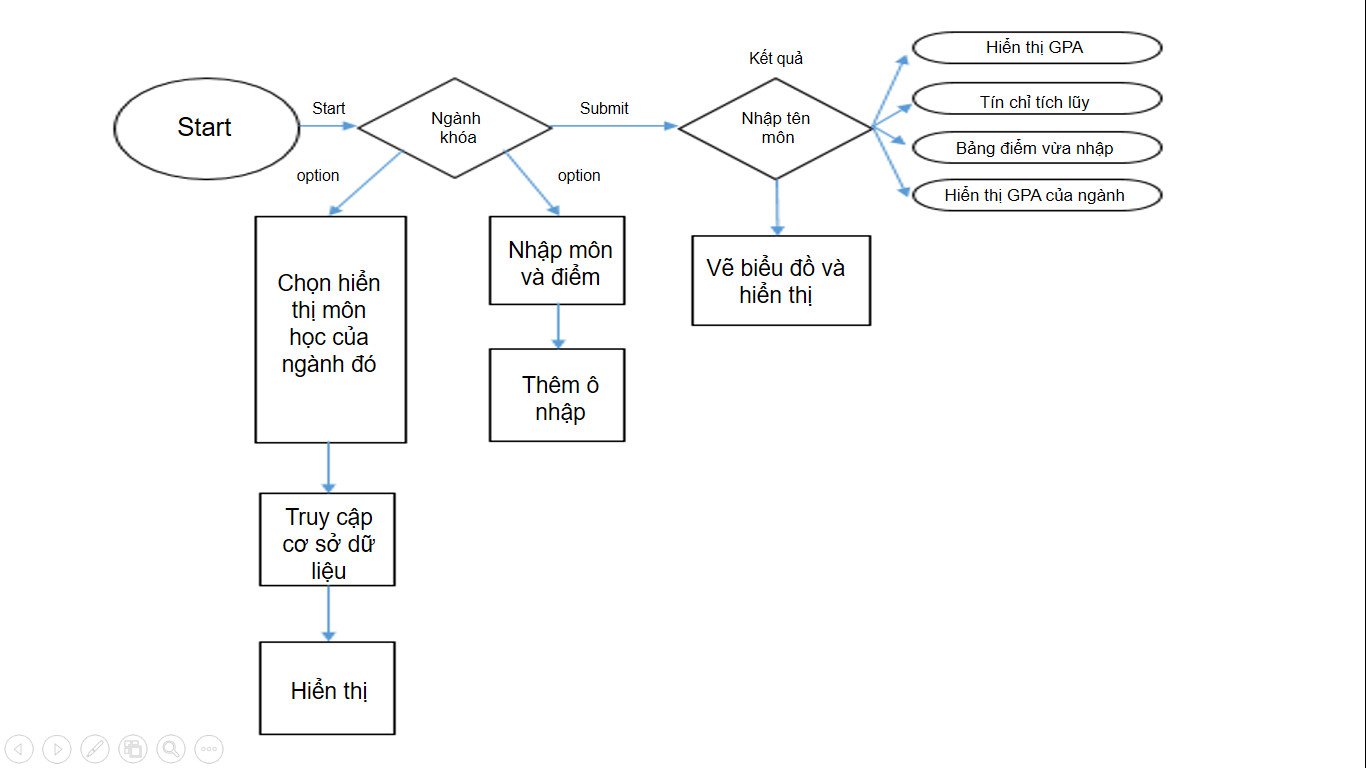 Start
Start
Ngành
khóa
Submit
Kết quả
Nhập tên
môn
Hiển thị GPA
Tín chỉ tích lũy
Bảng điểm vừa nhập
Hiển thị GPA của ngành
option
option
Chọn hiển
thị môn
học của
ngành đó
Nhập môn
và điểm
Vẽ biểu đồ và
hiển thị
Thêm ô
nhập
Truy cập
cơ sở dữ
liệu
Hiển thị